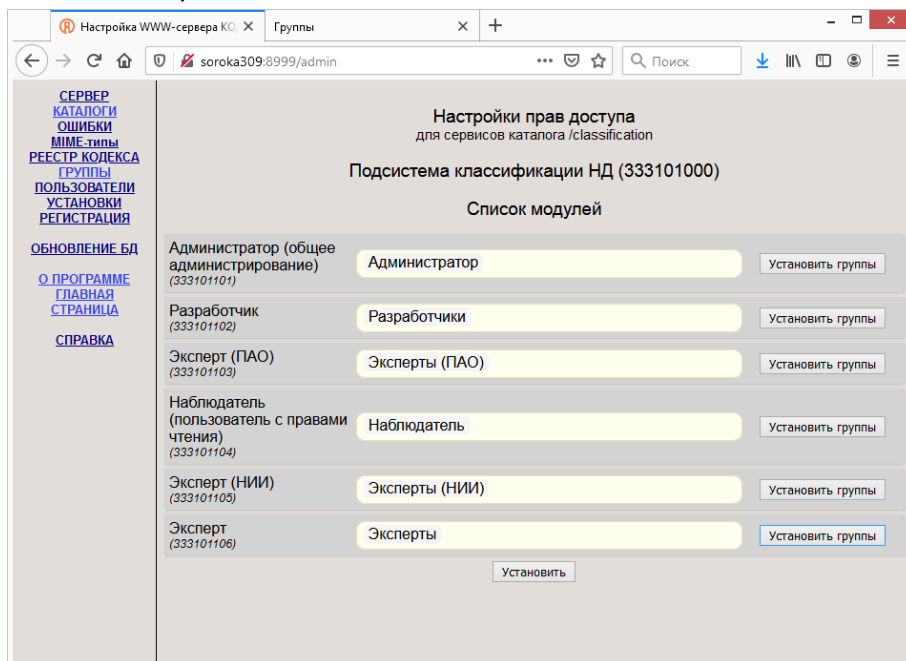 Настройка WWW-сервера КО,
Группы
soroka309:8999/admin
Поиск
СЕРВЕР
КАТАЛОГИ
ОШИБКИ
MIME-типы
РЕЕСТР КОДЕКСА
ГРУППЫ
ПОЛЬЗОВАТЕЛИ
УСТАНОВКИ
РЕГИСТРАЦИЯ
ОБНОВЛЕНИЕ БД
О ПРОГРАММЕ
ГЛАВНАЯ
СТРАНИЦА
СПРАВКА
Настройки прав доступа
для сервисов каталога /classification
Подсистема классификации НД (333101000)
Список модулей
Администратор (общее
администрирование)
(333101101)
Администратор
Установить группы
Разработчик
(333101102)
Разработчики
Установить группы
Эксперт (ПАО)
(333101103)
Эксперты (ПАО)
Установить группы
Наблюдатель
(пользователь с правами
чтения)
(333101104)
Наблюдатель
Установить группы
Эксперт (НИИ)
(333101105)
Эксперты (НИИ)
Установить группы
Эксперт
(333101106)
Эксперты
Установить группы
Установить